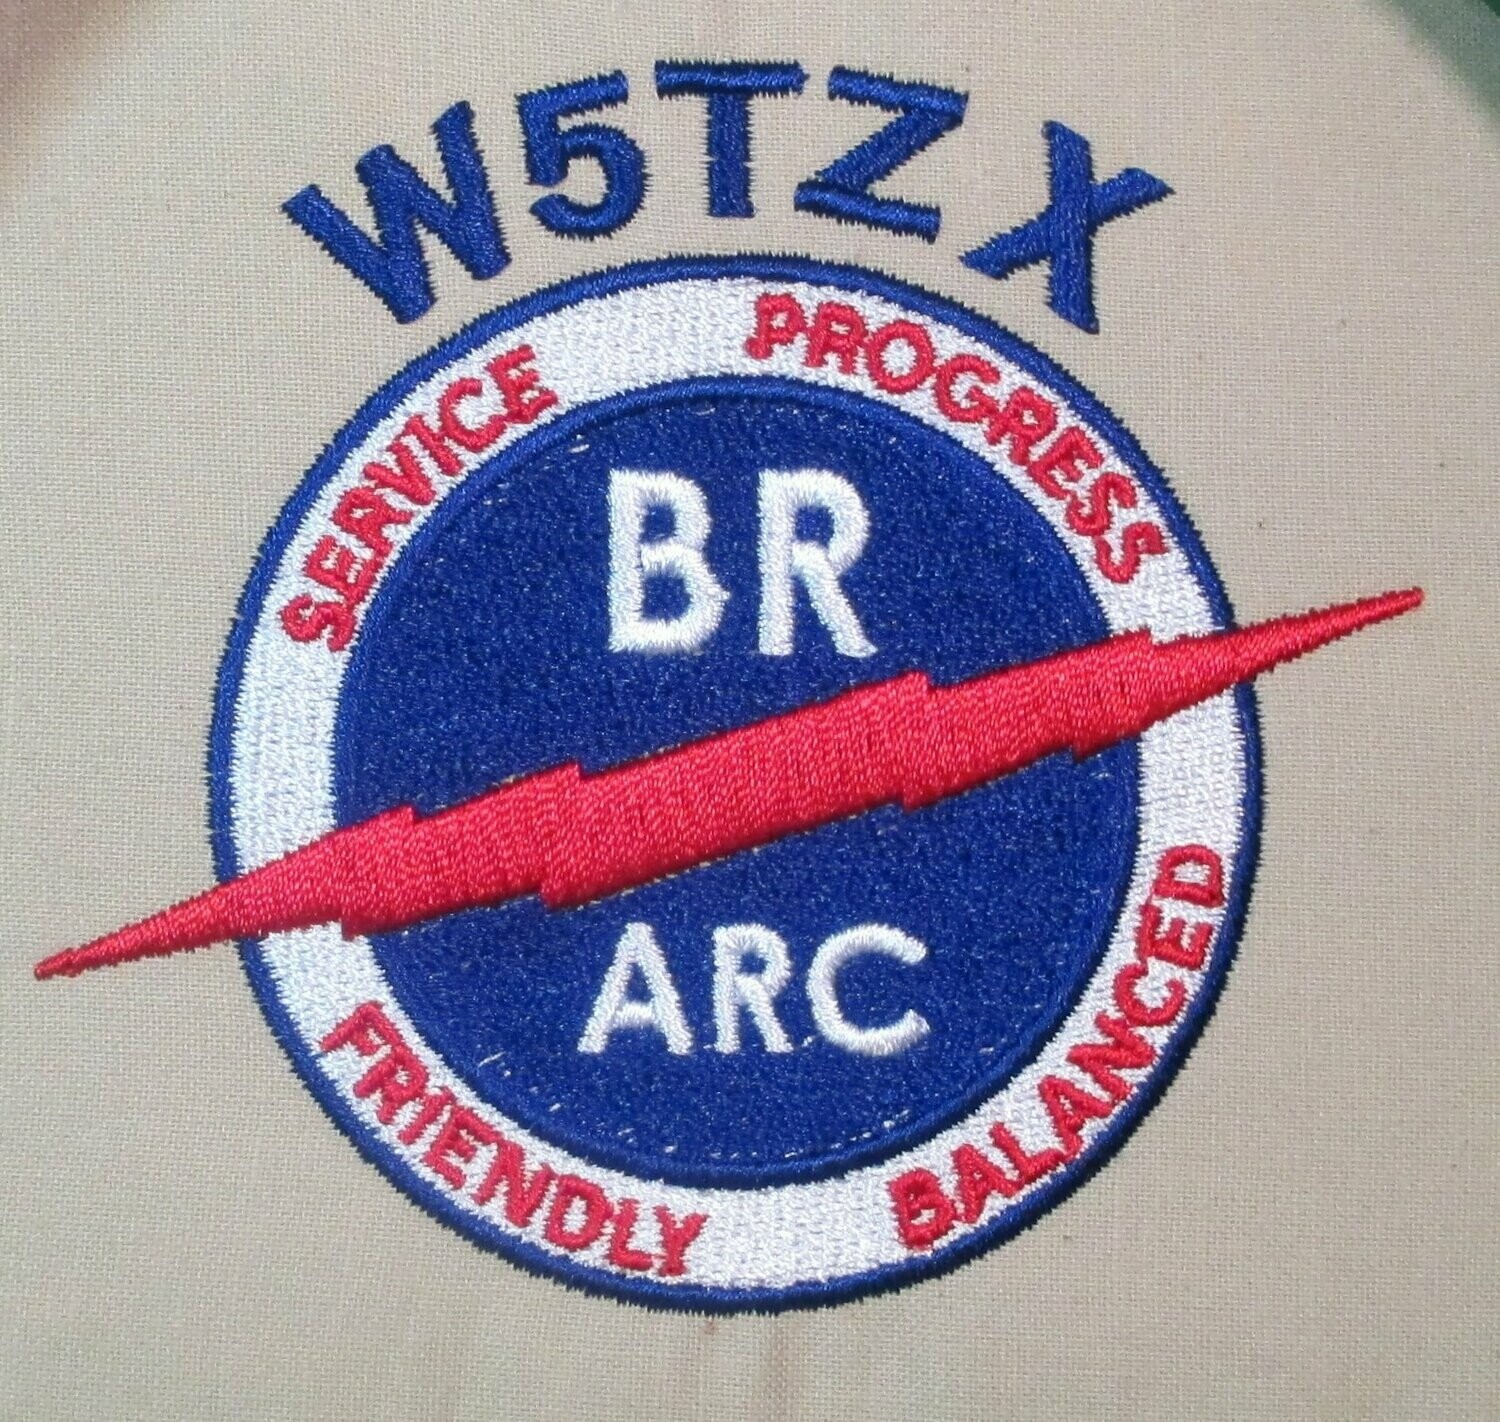 W5TZX
SERVICE
PROGRESS
BR
ARC
FRIENDLY
BALANCED